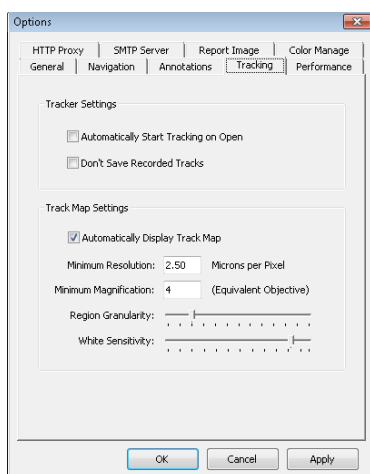 Options
HTTP Proxy SMTP Server Report Image Color Manage
General Navigation Annotations Tracking Performance
Tracker Settings
Automatically Start Tracking on Open
Don't Save Recorded Tracks
Track Map Settings
Automatically Display Track Map
Minimum Resolution: 2.50 Microns per Pixel
Minimum Magnification: 4 (Equivalent Objective)
Region Granularity:
White Sensitivity:
OK Cancel Apply